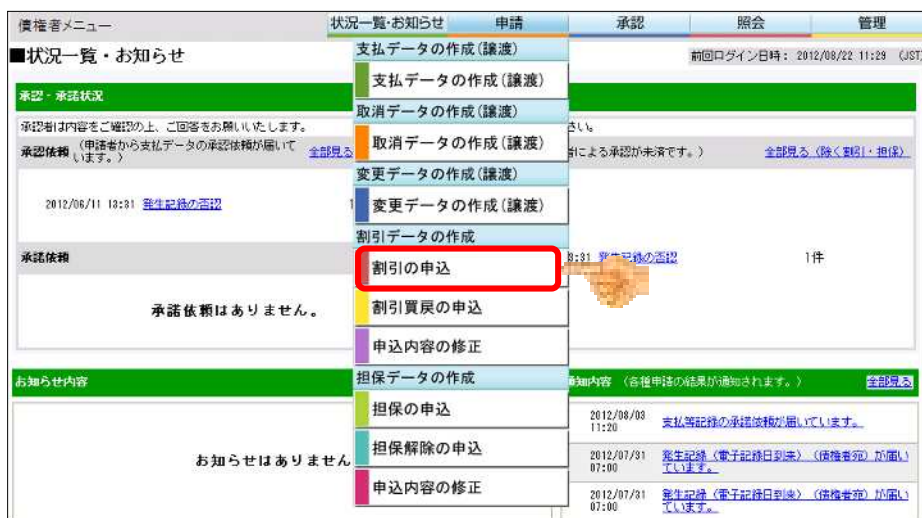 債権者メニュー
状況一覧・お知らせ 申請 承認 照会 管理
■状況一覧・お知らせ
前回ログイン日時： 2012/08/22 11:29 (JST
支払データの作成(譲渡)
支払データの作成(譲渡)
取消データの作成(譲渡)
取消データの作成(譲渡)
変更データの作成(譲渡)
変更データの作成(譲渡)
割引データの作成
割引の申込
割引買戻の申込
申込内容の修正
担保データの作成
担保の申込
担保解除の申込
申込内容の修正
承認・承諾状況
承認者は内容をご確認の上、ご回答をお願いいたします。
さい。
承認依頼 (申請者から支払データの承認依頼が届いて
います。)
全部見る
による承認が未済です。)
全部見る (除く割引・担保)
2012/06/11 13:31 発生記録の否認
1
3:31 発生記録の否認
1件
承諾依頼
承諾依頼はありません。
お知らせ内容
お知らせはありません
知内容 (各種申請の結果が通知されます。)
全部見る
2012/08/03
11:20
支払等記録の承諾依頼が届いています。
2012/07/31
07:00
発生記録（電子記録日到来）（債権者宛）が届い
ています。
2012/07/31
07:00
発生記録（電子記録日到来）（債権者宛）が届い
ています。